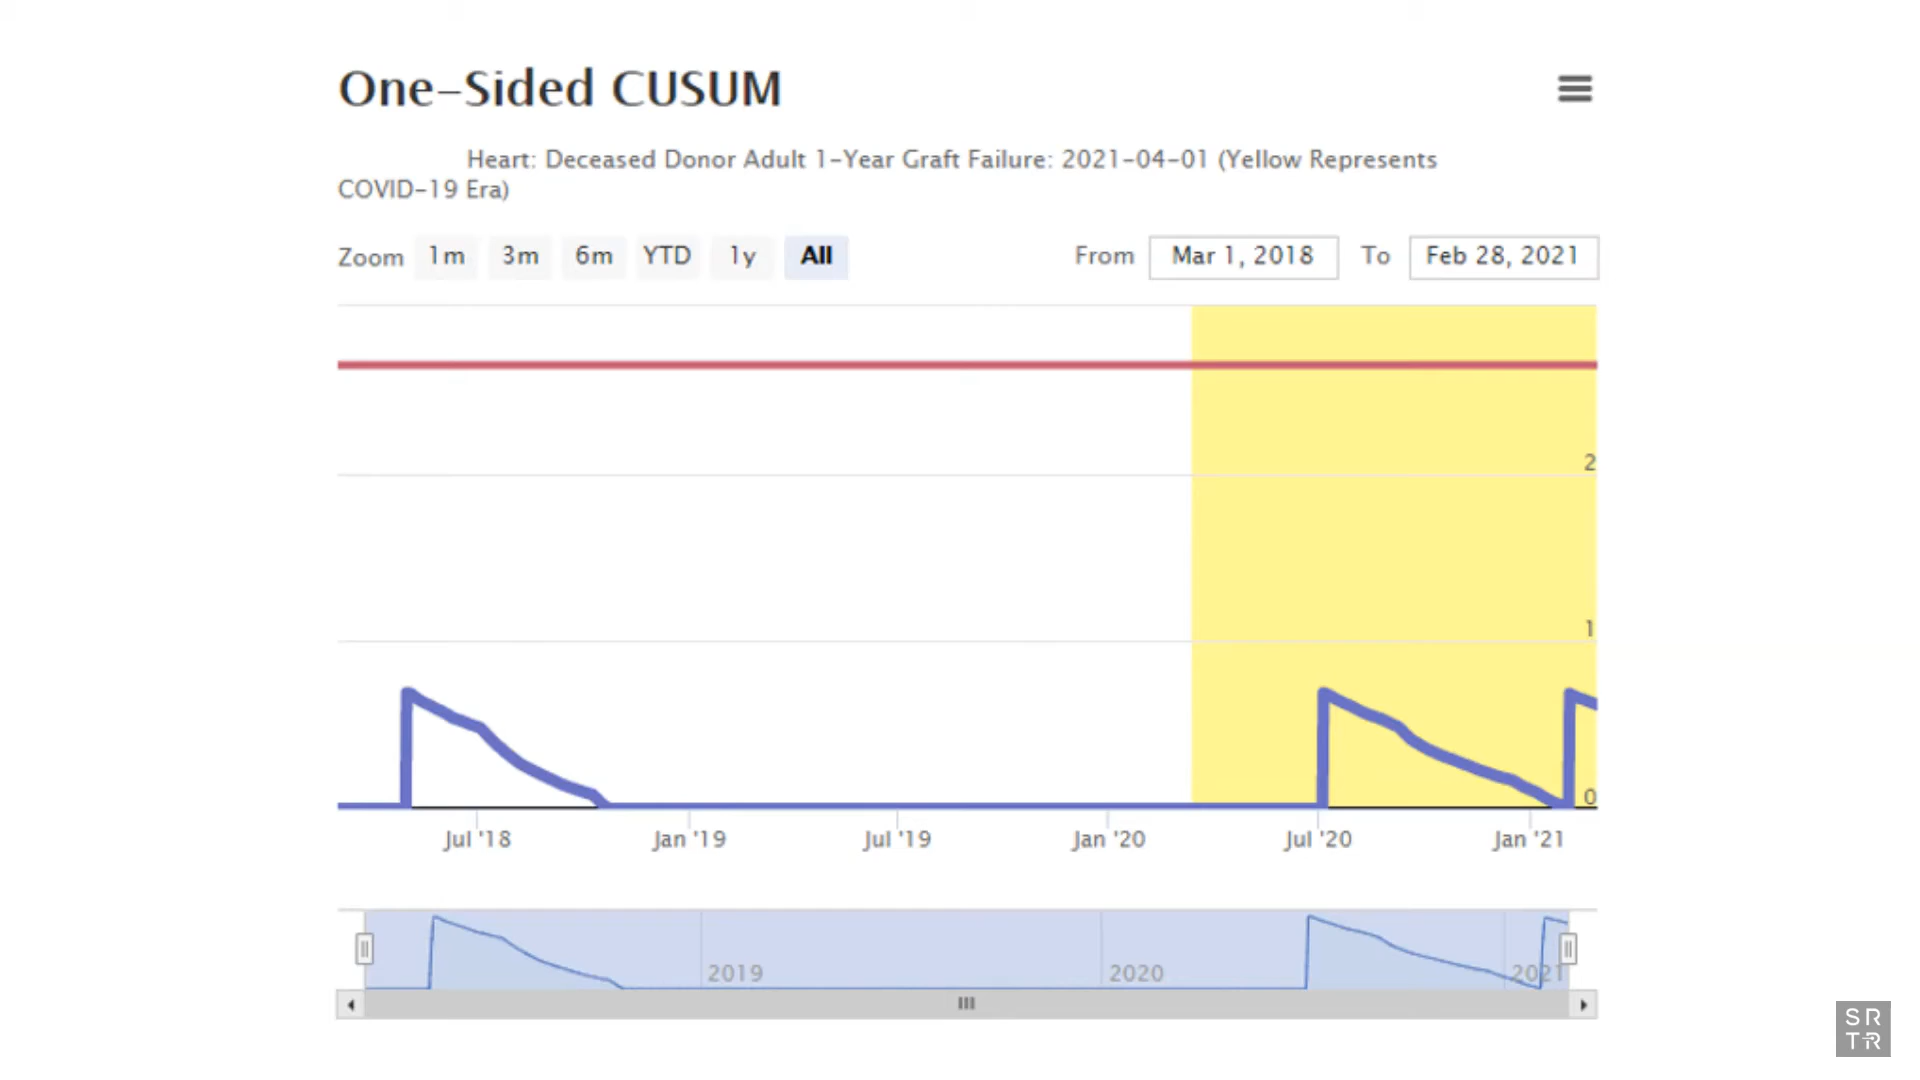 One-Sided CUSUM
Heart: Deceased Donor Adult 1-Year Graft Failure: 2021-04-01 (Yellow Represents
COVID-19 Era)
Zoom 1m 3m 6m YTD 1y All From Mar 1, 2018 To Feb 28, 2021
2
1
0
Jul '18 Jan '19 Jul '19 Jan '20 Jul '20 Jan '21
2019 2020 2021
SR
TR